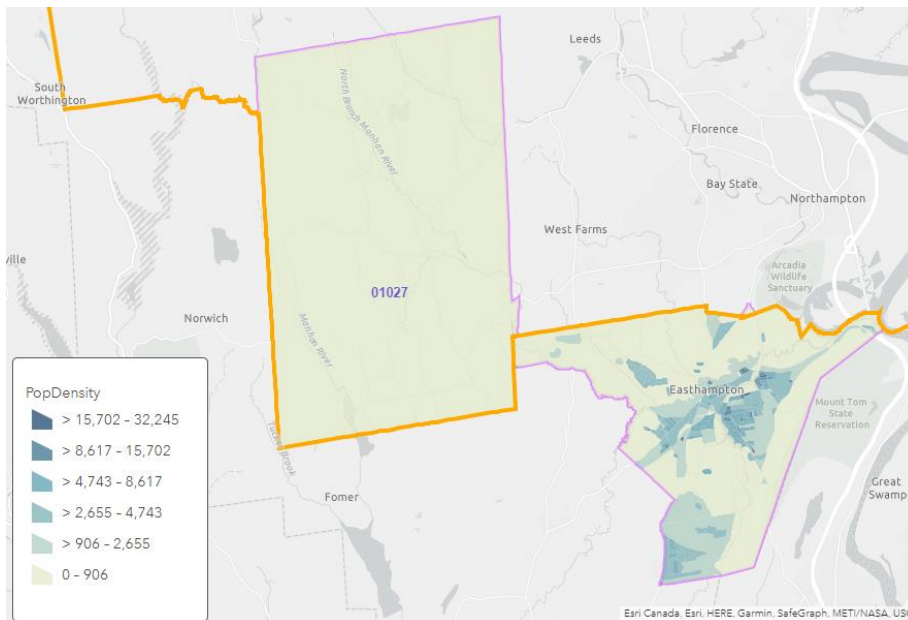 Leeds
South
Worthington
North Branch Manhan River
Florence
Bay State
Northampton
West Farms
Arcadia
Wildlife
Sanctuary
01027
ville
Norwich
Manhan River
Easthampton
Mount Tom
State
Reservation
Tucker Brook
Fomer
Great
Swamp
PopDensity
> 15,702 - 32,245
> 8,617 - 15,702
> 4,743 - 8,617
> 2,655 - 4,743
> 906 - 2,655
0 - 906
Esri Canada, Esri, HERE, Garmin, SafeGraph, METI/NASA, USG